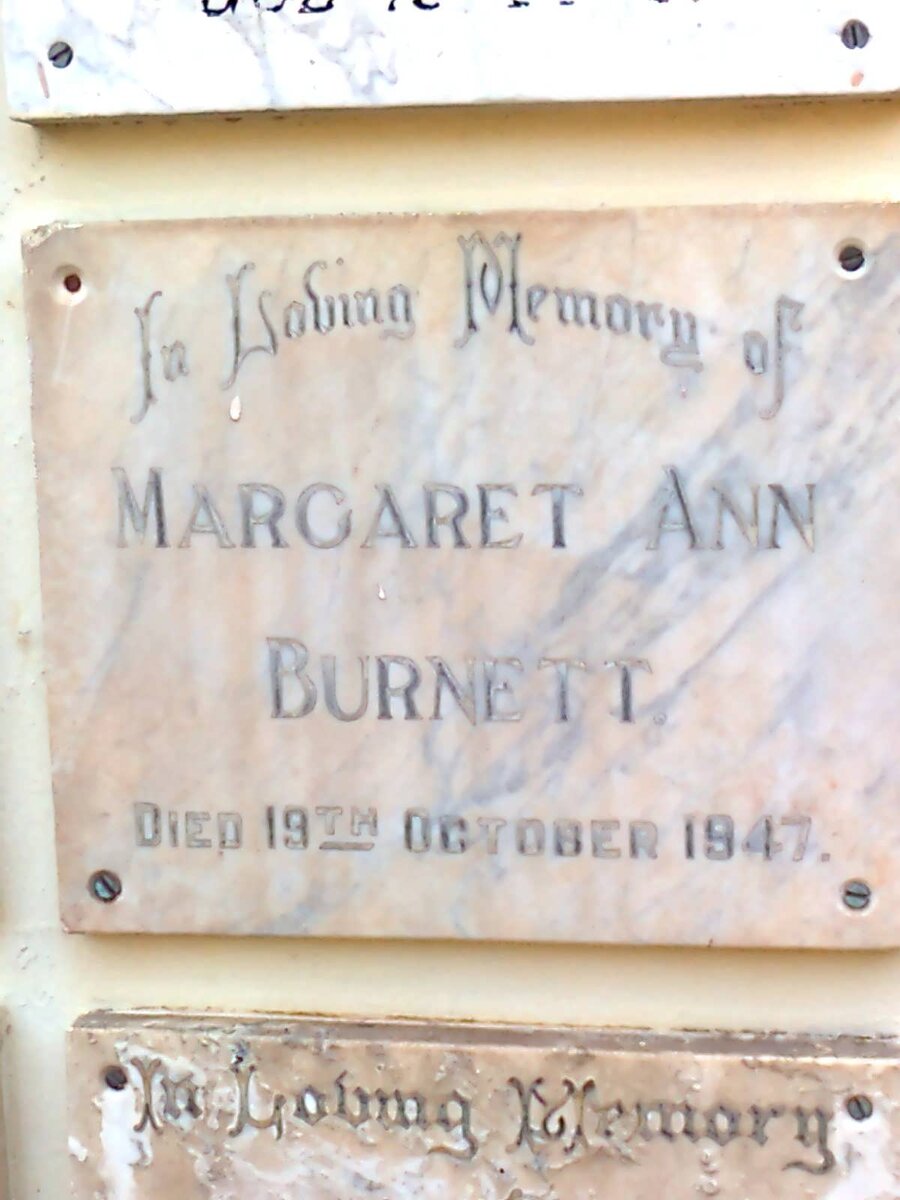 In Loving Memory of
MARGARET ANN
BURNETT.
DIED 19TH OCTOBER 1947.
In Loving Memory